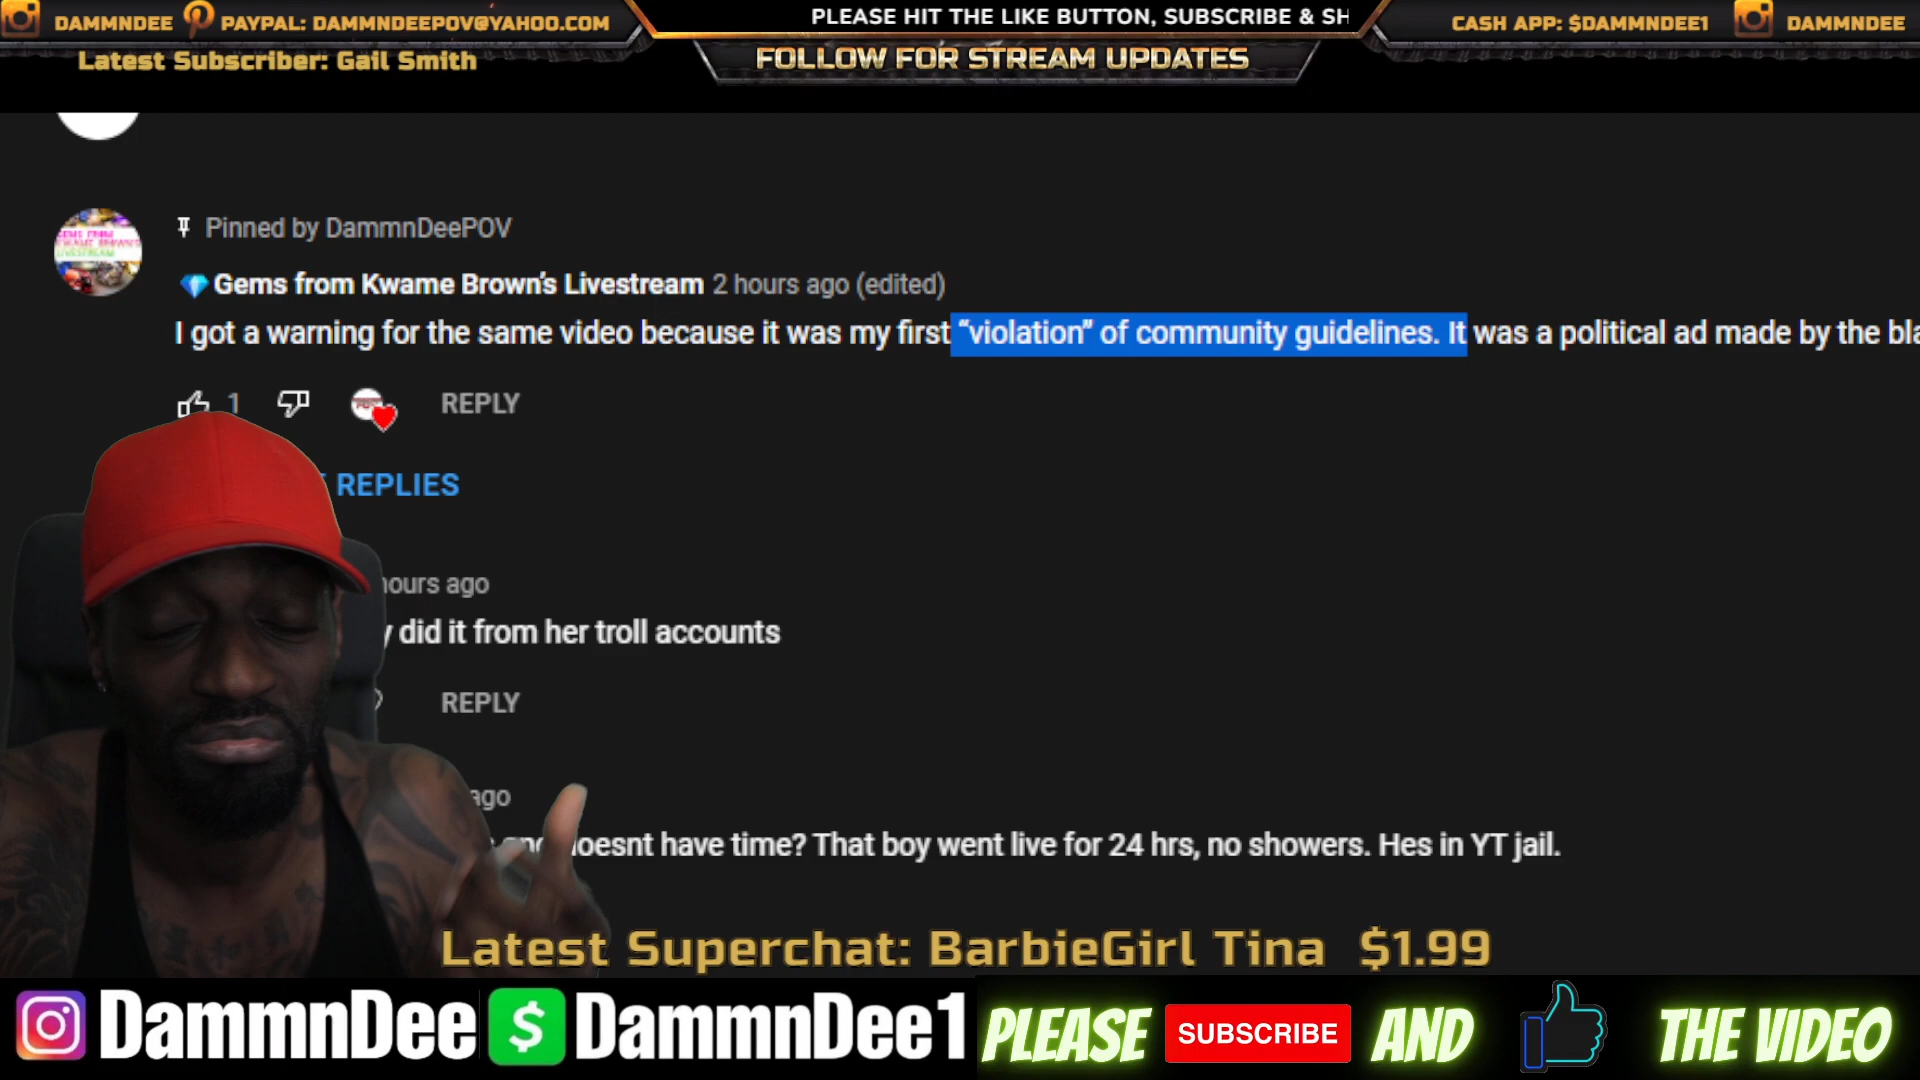 DAMMNDEE PAYPAL: DAMMNDEEPOV@YAHOO.COM
PLEASE HIT THE LIKE BUTTON, SUBSCRIBE & SH
CASH APP: $DAMMNDEE1 DAMMNDEE
Latest Subscriber: Gail Smith
FOLLOW FOR STREAM UPDATES
Pinned by DammnDeePOV
Gems from Kwame Brown's Livestream 2 hours ago (edited)
I got a warning for the same video because it was my first “violation” of community guidelines. It was a political ad made by the bla
1 REPLY
REPLIES
hours ago
y did it from her troll accounts
REPLY
ago
doesnt have time? That boy went live for 24 hrs, no showers. Hes in YT jail.
Latest Superchat: BarbieGirl Tina $1.99
DammnDee $ DammnDee1 PLEASE SUBSCRIBE AND THE VIDEO